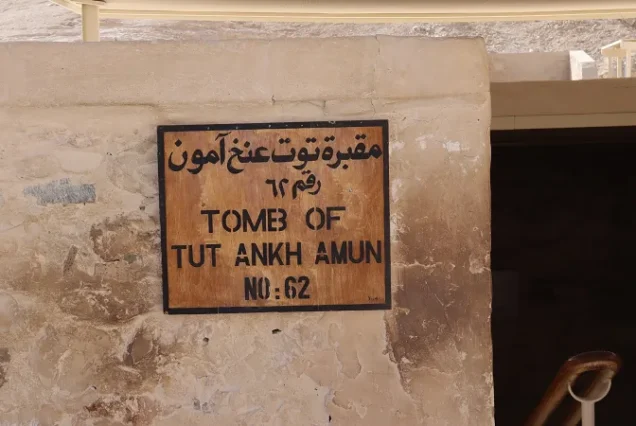 مقبرة توت عنخ آمون
رقم ٦٢
TOMB OF
TUT ANKH AMUN
NO:62